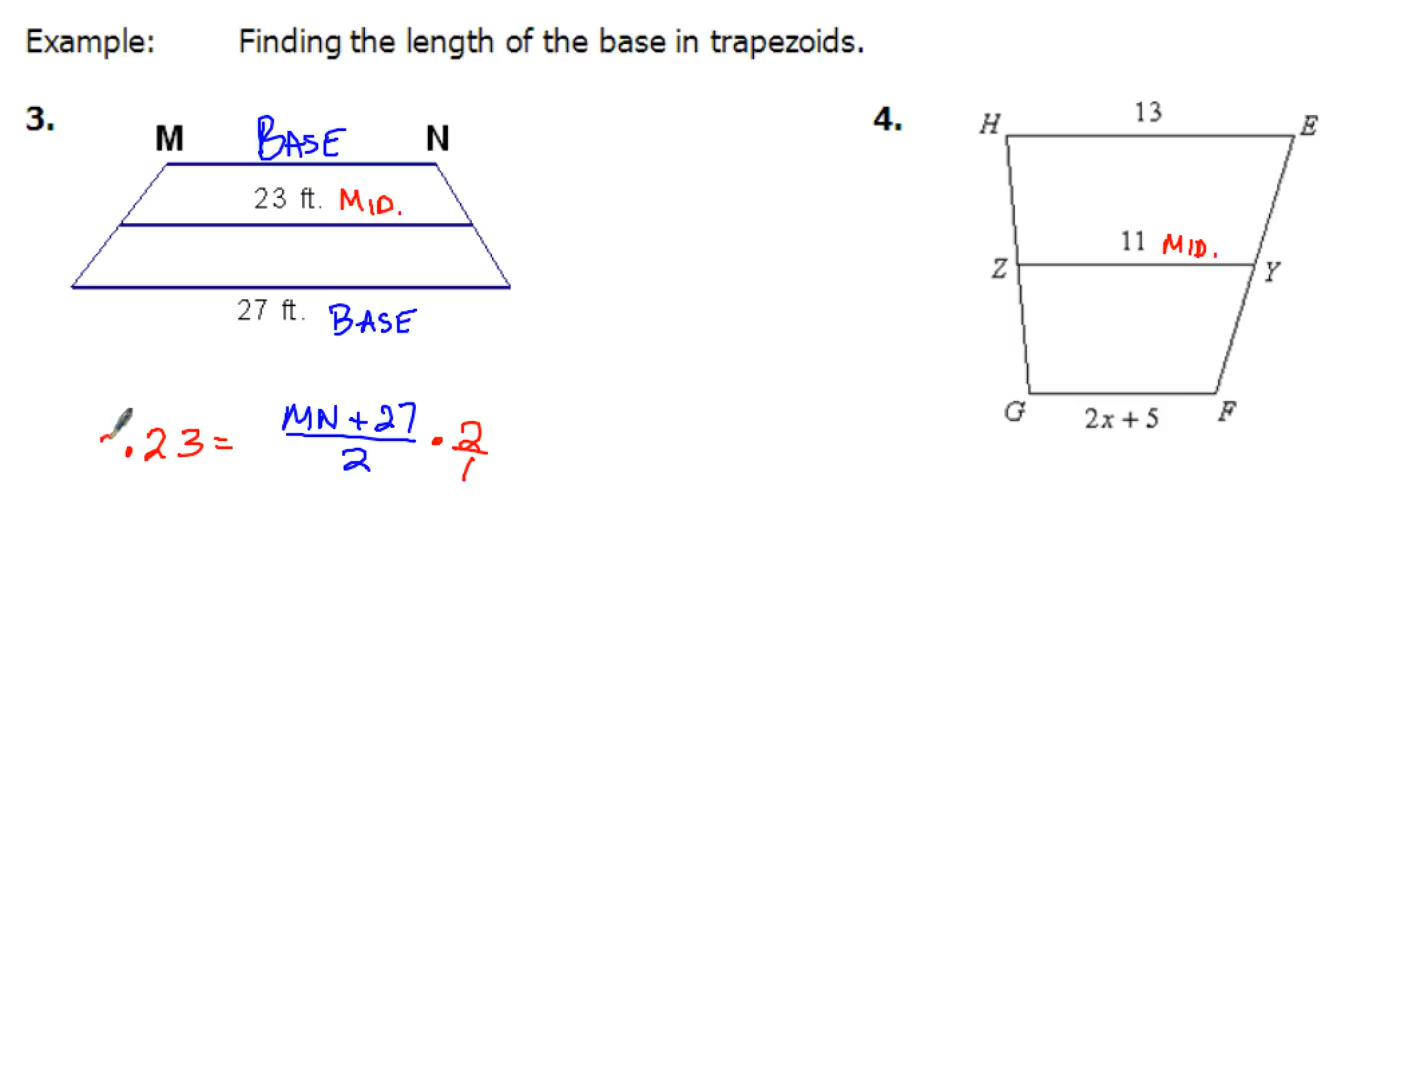 Example: Finding the length of the base in trapezoids.
3.
M BASE N
23 ft. MID.
27 ft. BASE
.23 = MN + 27 / 2 . 2 / 1
4.
H 13 E
Z 11 MID. Y
G 2x + 5 F